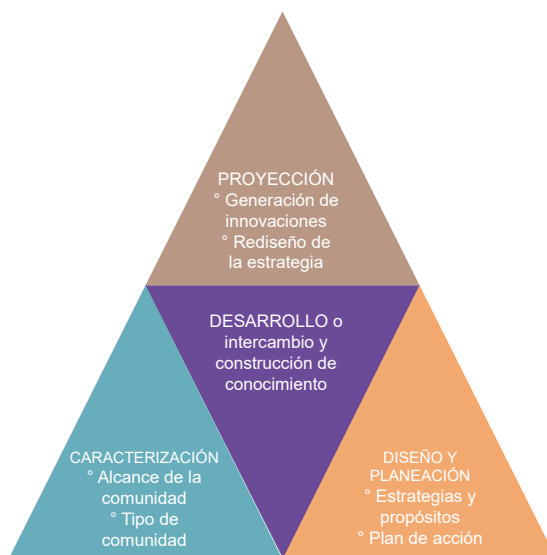 PROYECCIÓN
° Generación de
innovaciones
° Rediseño de
la estrategia
DESARROLLO o
intercambio y
construcción de
conocimiento
CARACTERIZACIÓN
° Alcance de la
comunidad
° Tipo de
comunidad
DISEÑO Y
PLANEACIÓN
° Estrategias y
propósitos
° Plan de acción